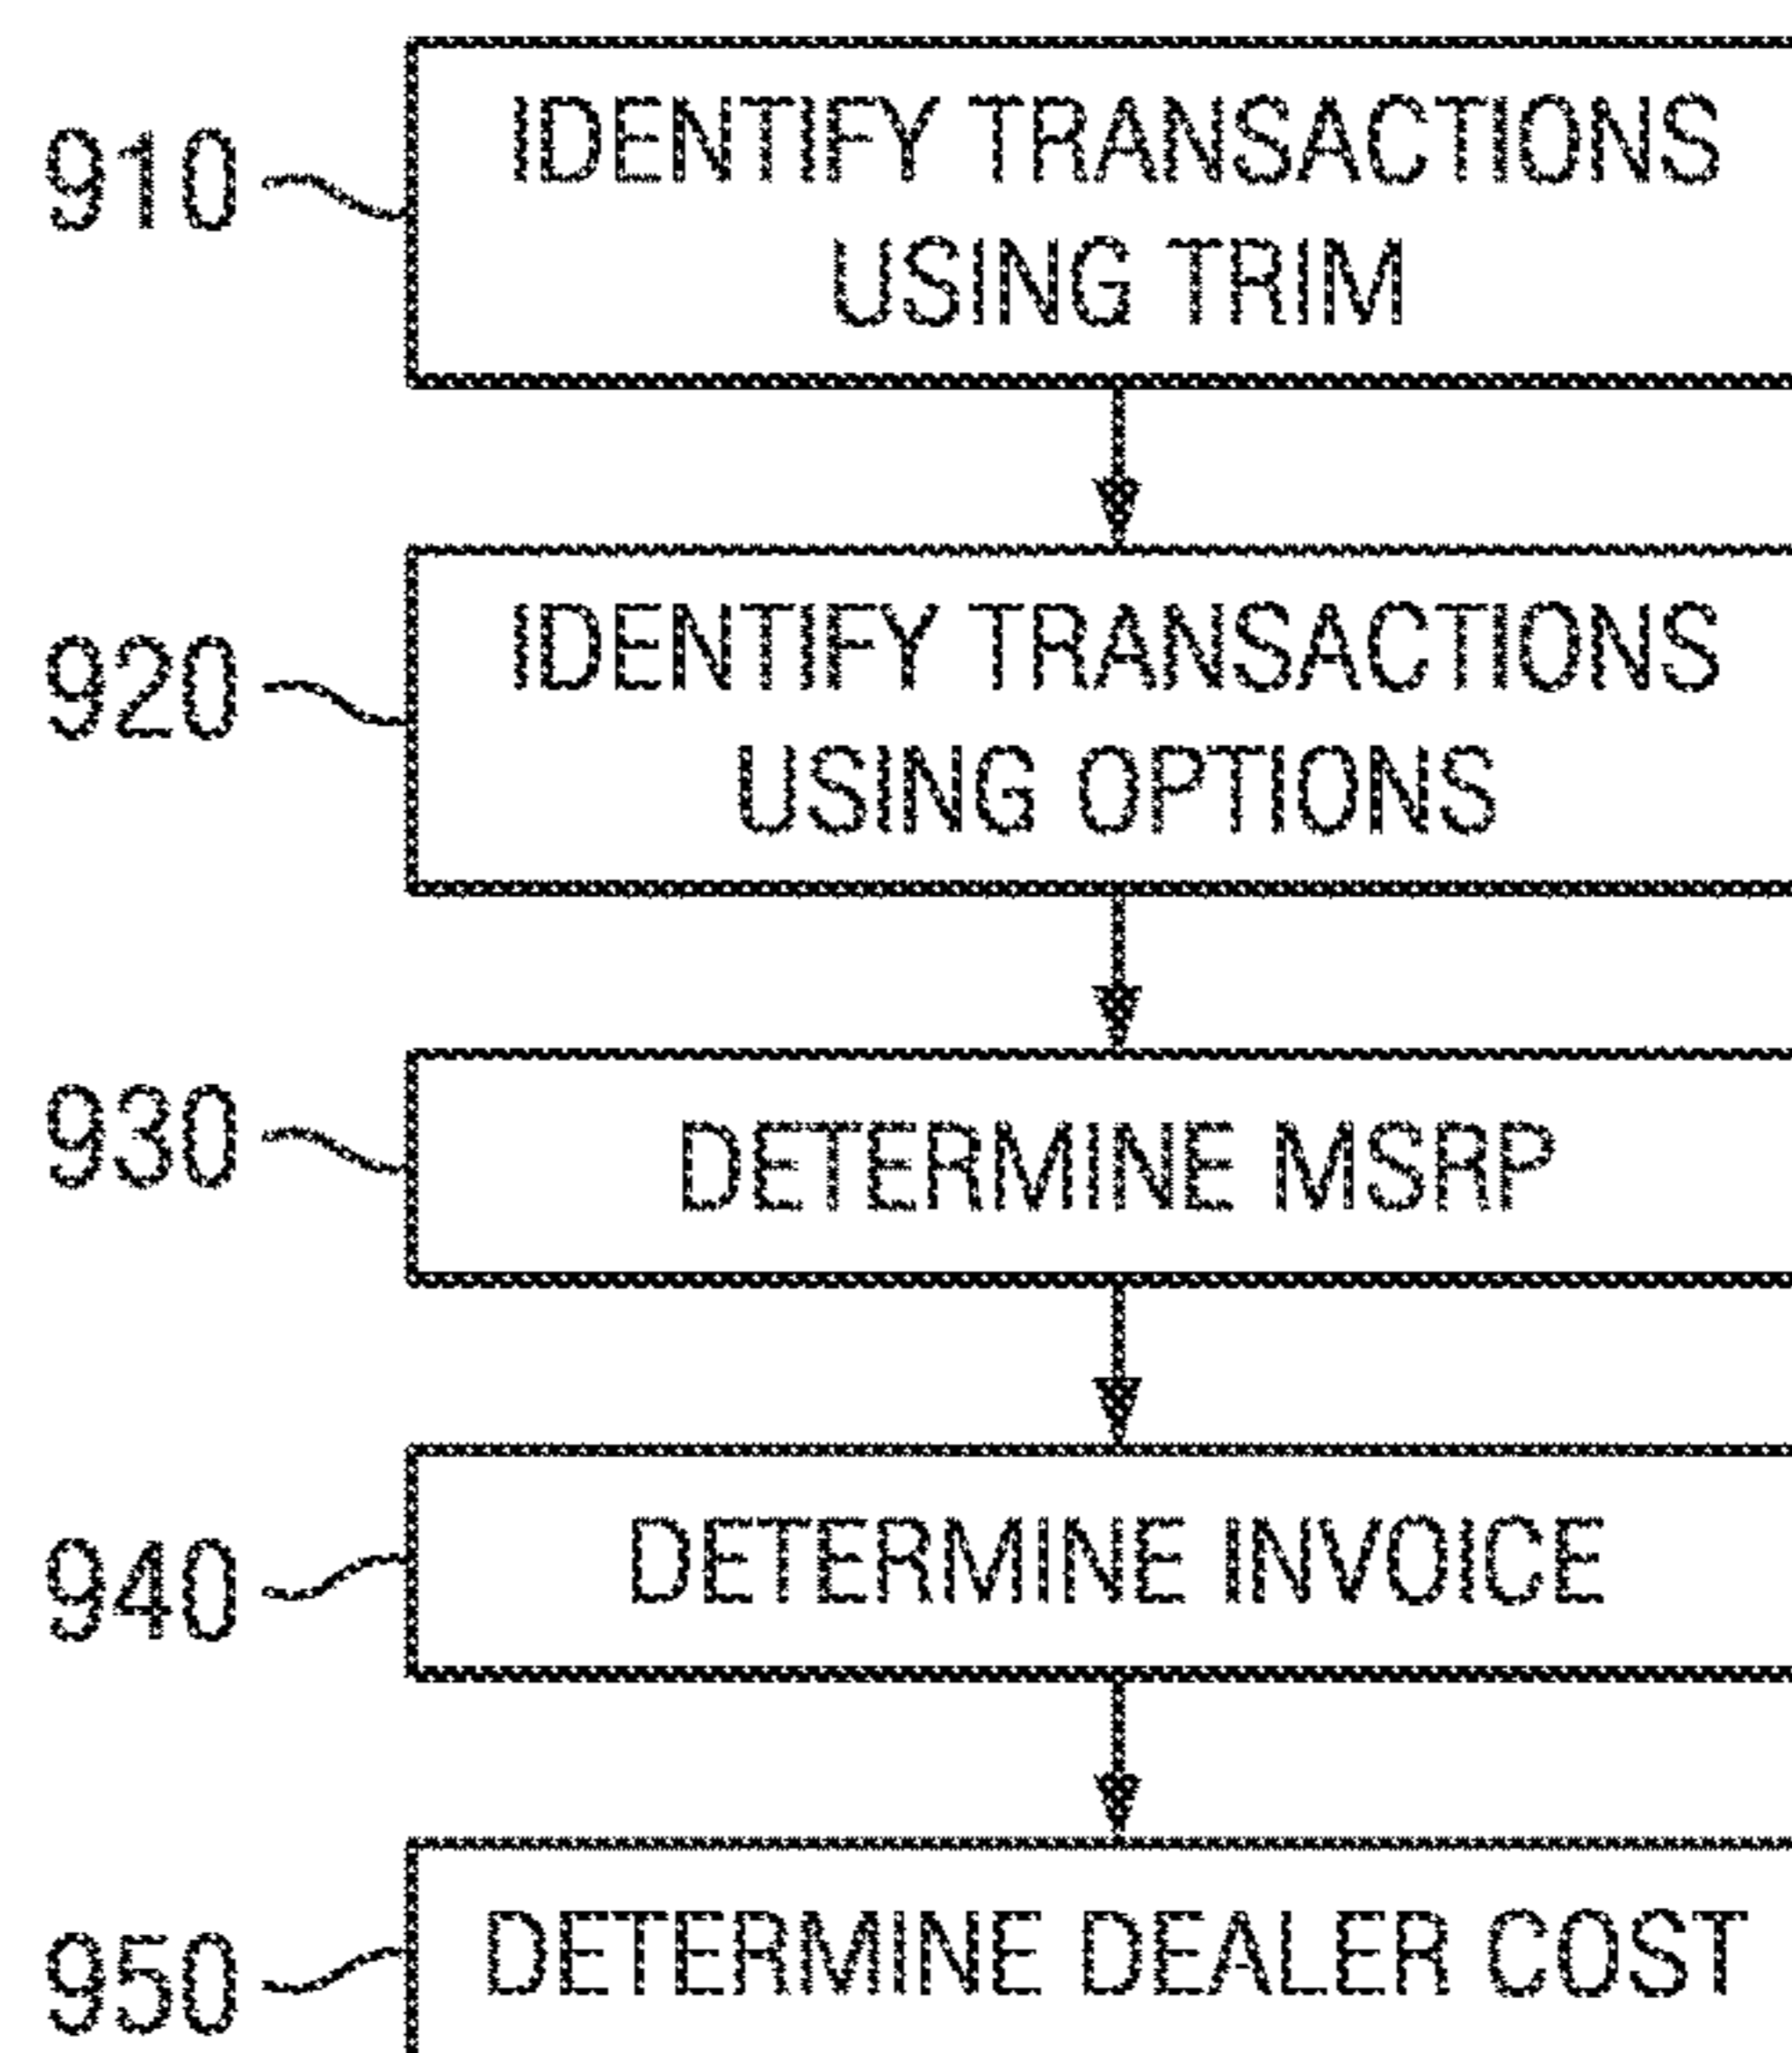 910
IDENTIFY TRANSACTIONS
USING TRIM
920
IDENTIFY TRANSACTIONS
USING OPTIONS
930
DETERMINE MSRP
940
DETERMINE INVOICE
950
DETERMINE DEALER COST